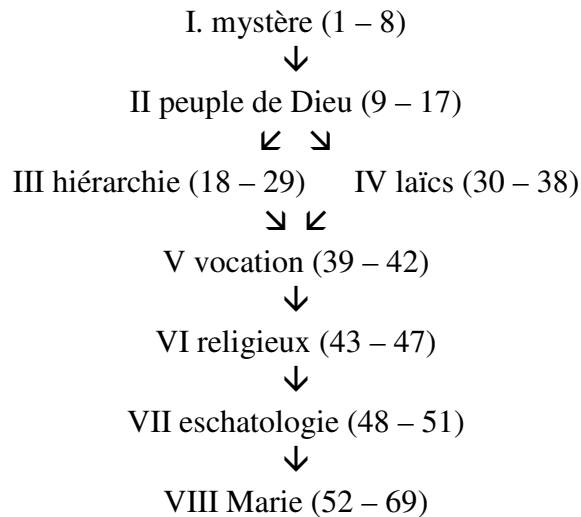 I. mystère (1 – 8)
↓
II peuple de Dieu (9 – 17)
↙ ↘
III hiérarchie (18 – 29) IV laïcs (30 – 38)
↘ ↙
V vocation (39 – 42)
↓
VI religieux (43 – 47)
↓
VII eschatologie (48 – 51)
↓
VIII Marie (52 – 69)